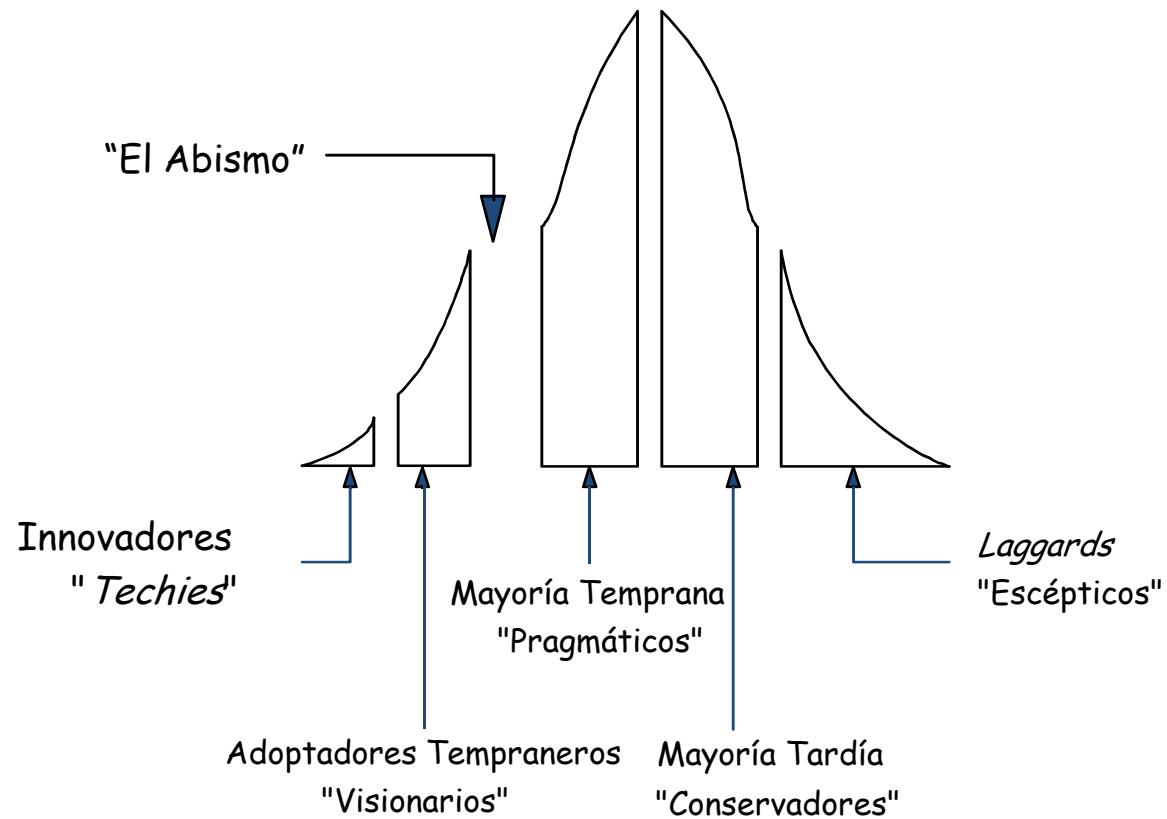 “El Abismo”
Innovadores
"Techies"
Mayoría Temprana
"Pragmáticos"
Laggards
"Escépticos"
Adoptadores Tempraneros
"Visionarios"
Mayoría Tardía
"Conservadores"